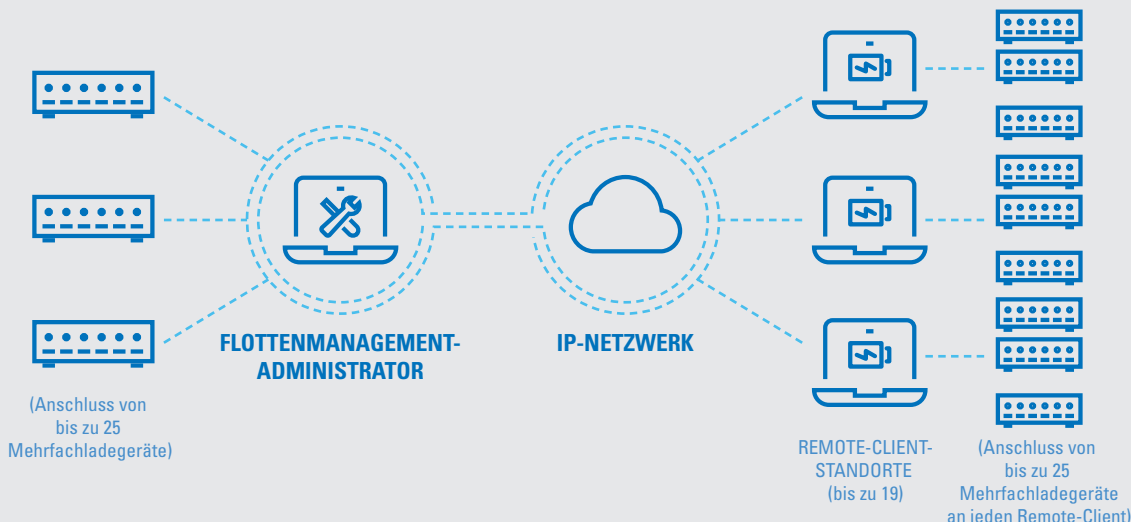 (Anschluss von
bis zu 25
Mehrfachladegeräte)
FLOTTENMANAGEMENT-
ADMINISTRATOR
IP-NETZWERK
REMOTE-CLIENT-
STANDORTE
(bis zu 19)
(Anschluss von
bis zu 25
Mehrfachladegeräte
an jeden Remote-Client)